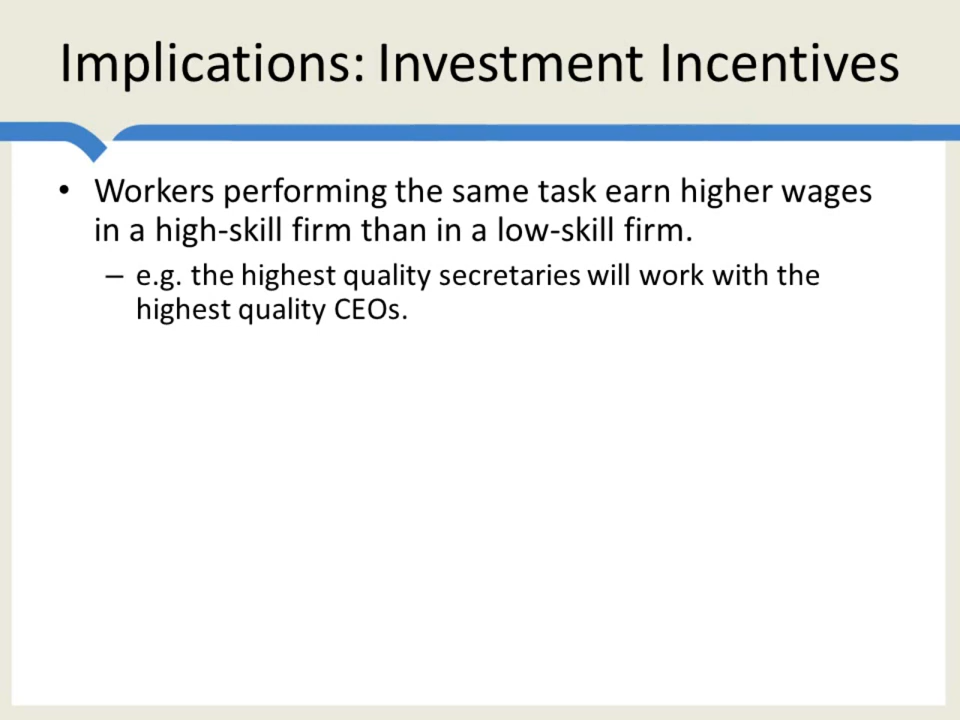 Implications: Investment Incentives
• Workers performing the same task earn higher wages
in a high-skill firm than in a low-skill firm.
– e.g. the highest quality secretaries will work with the
highest quality CEOs.